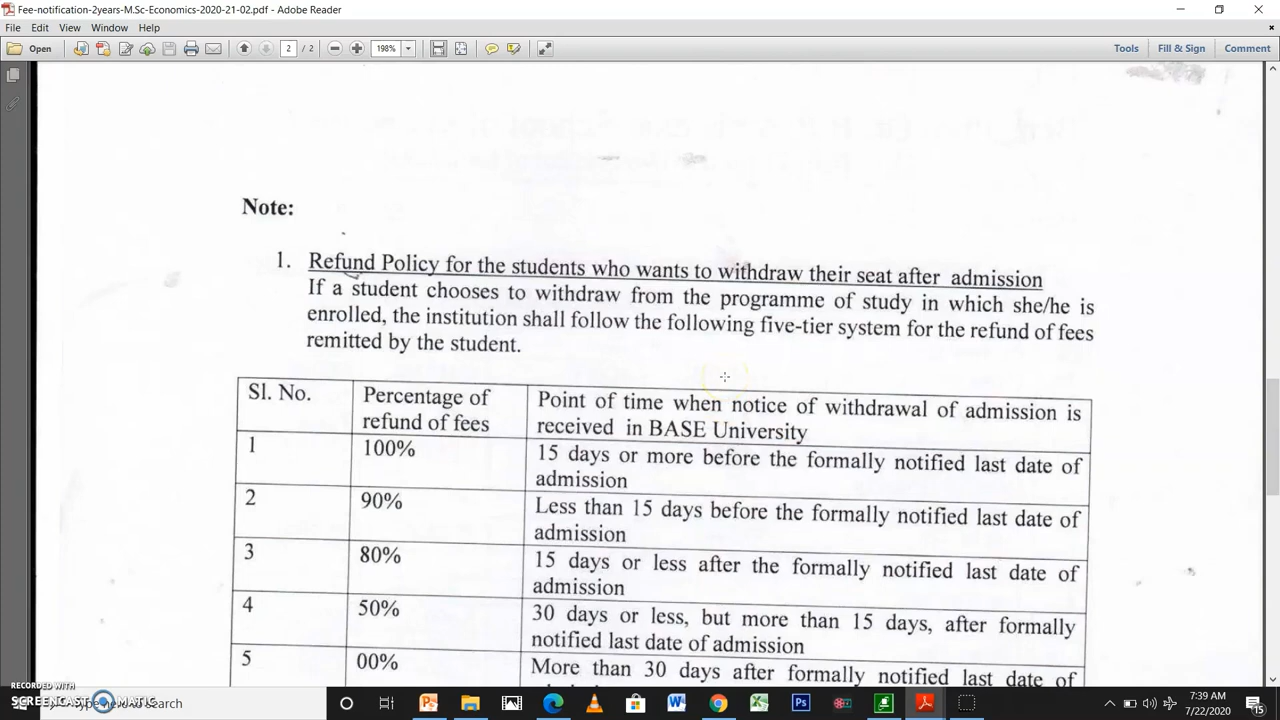 Fee-notification-2years-M.Sc-Economics-2020-21-02.pdf - Adobe Reader
File Edit View Window Help
Open 2 / 2 198% Tools Fill & Sign Comment
Note:
1. Refund Policy for the students who wants to withdraw their seat after admission
If a student chooses to withdraw from the programme of study in which she/he is
enrolled, the institution shall follow the following five-tier system for the refund of fees
remitted by the student.
Sl. No.
Percentage of
refund of fees
Point of time when notice of withdrawal of admission is
received in BASE University
1
100%
15 days or more before the formally notified last date of
admission
2
90%
Less than 15 days before the formally notified last date of
admission
3
80%
15 days or less after the formally notified last date of
admission
4
50%
30 days or less, but more than 15 days, after formally
notified last date of admission
5
00%
More than 30 days after formally notified last date of
RECORDED WITH
SCREENCAST MATIC
here to search
7:39 AM
7/22/2020
15